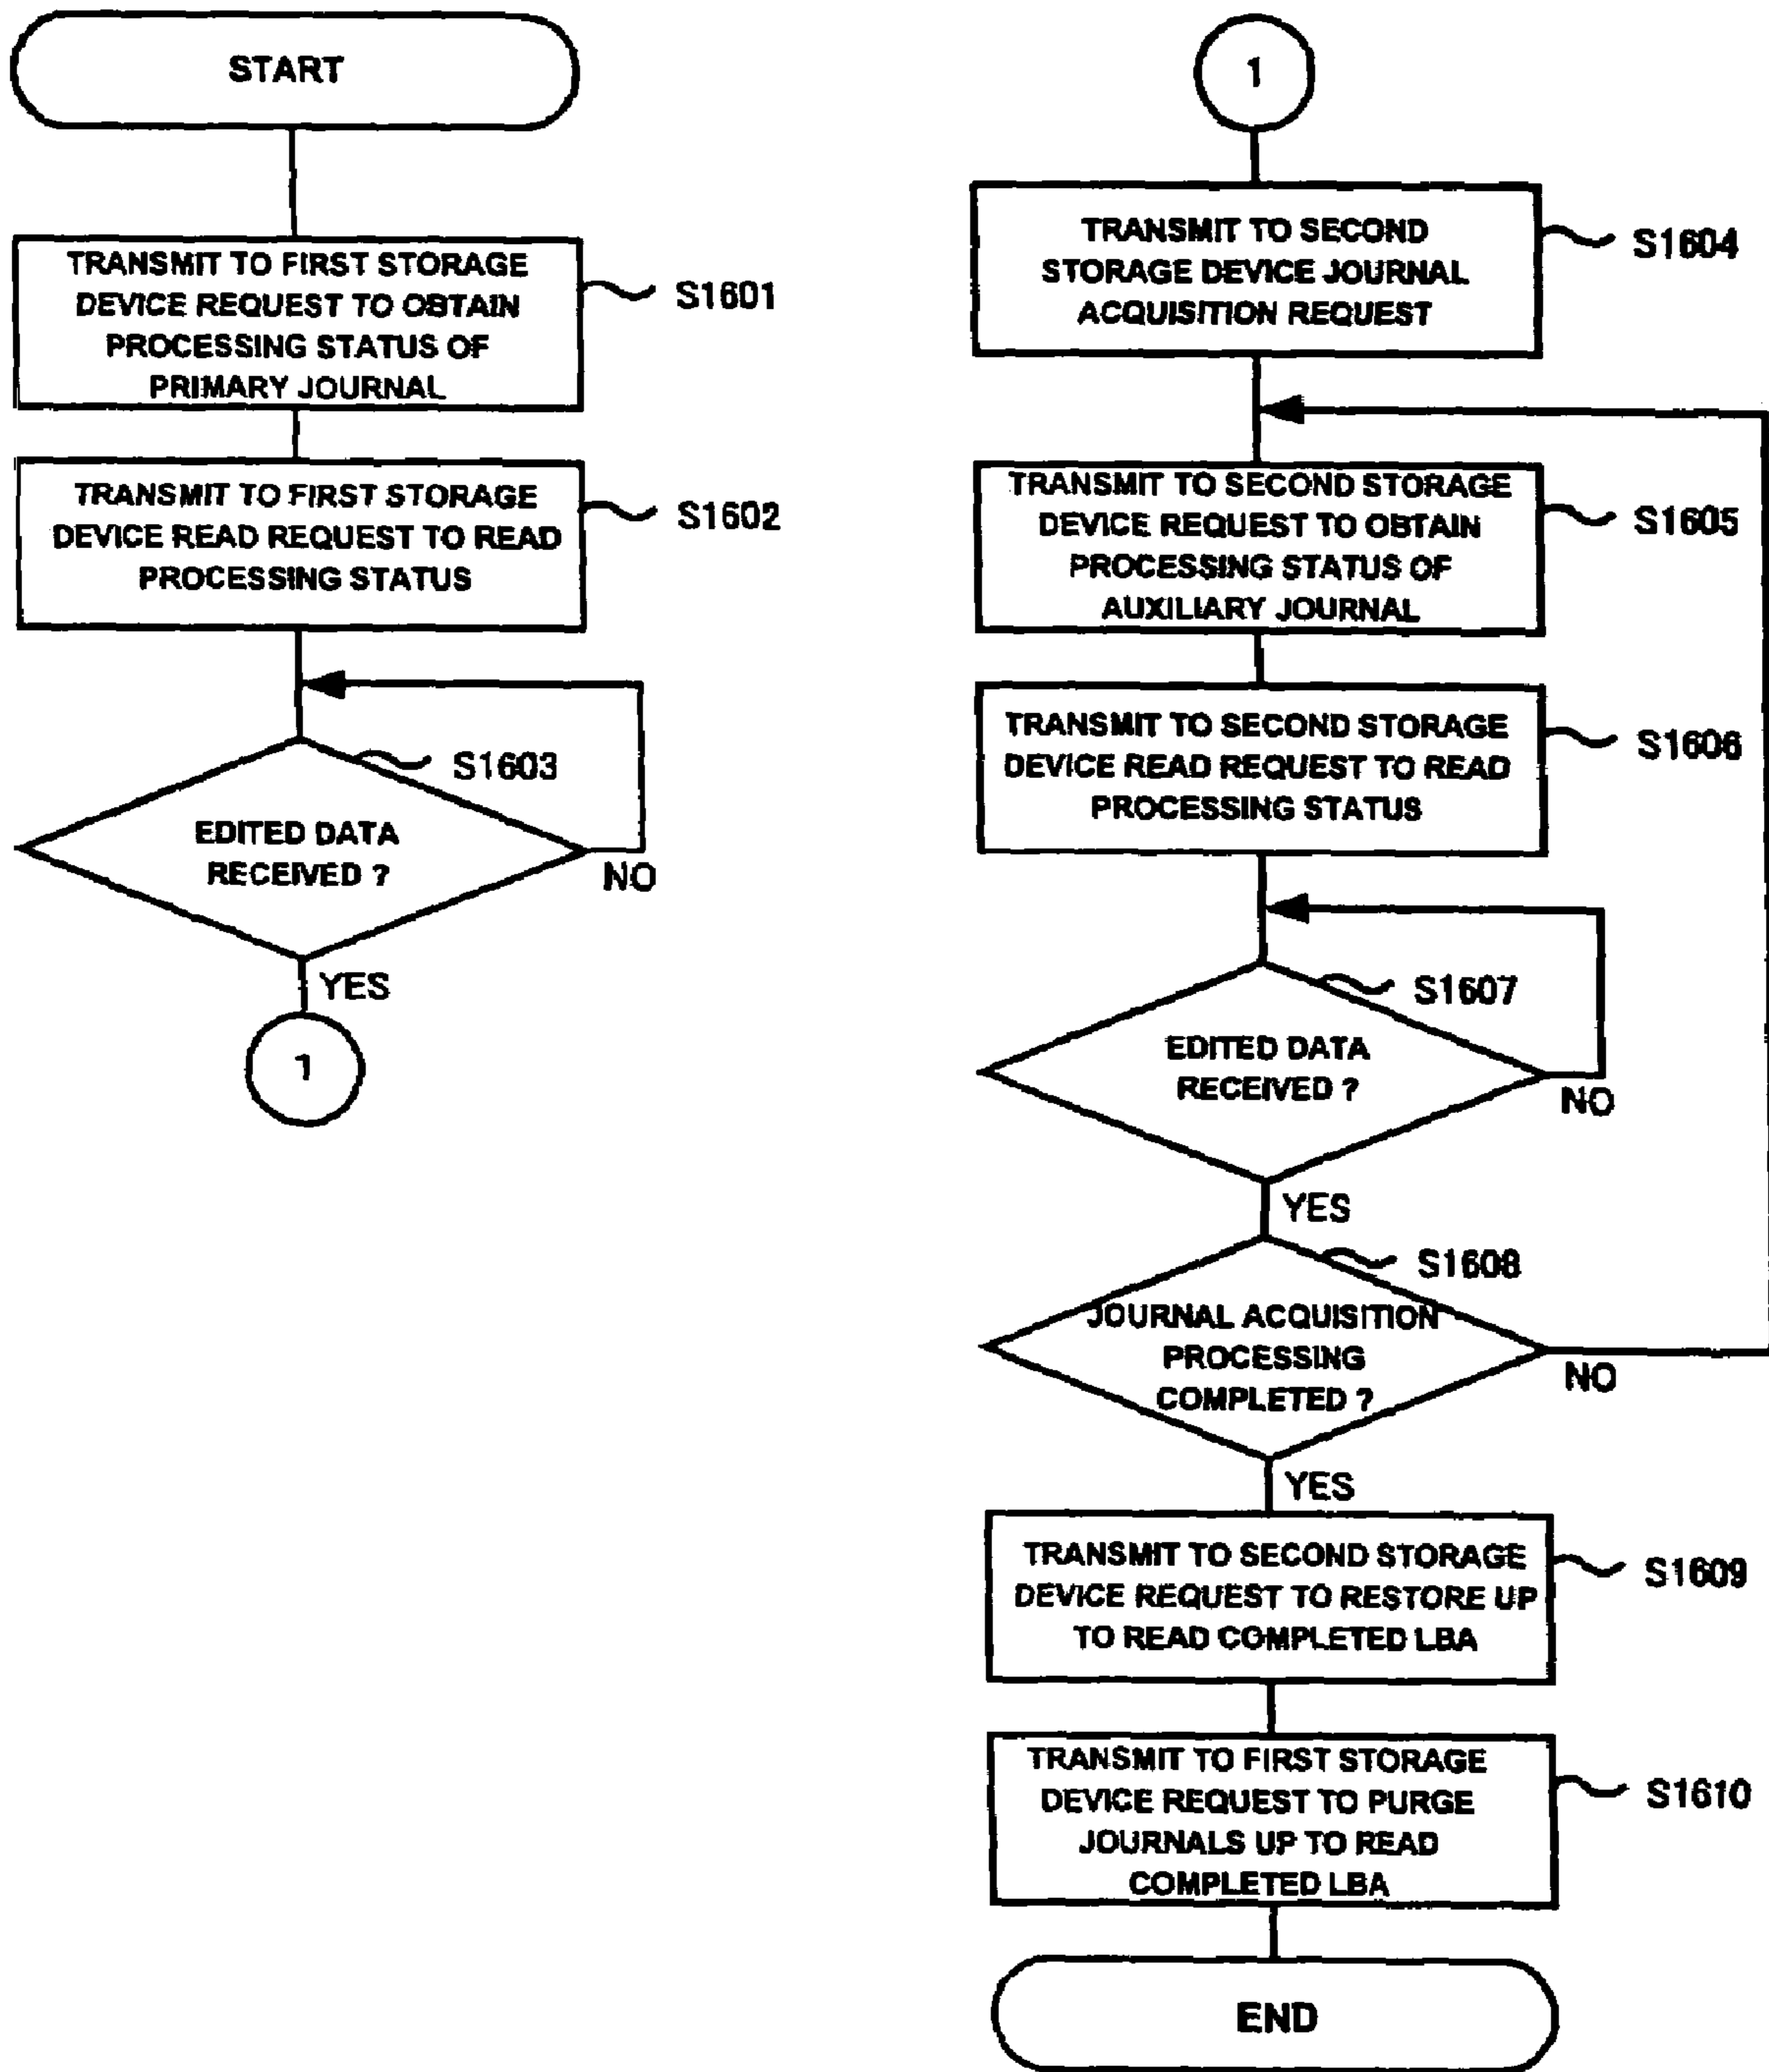 START
TRANSMIT TO FIRST STORAGE
DEVICE REQUEST TO OBTAIN
PROCESSING STATUS OF
PRIMARY JOURNAL
S1601
TRANSMIT TO FIRST STORAGE
DEVICE READ REQUEST TO READ
PROCESSING STATUS
S1602
S1603
EDITED DATA
RECEIVED ?
NO
YES
1
1
TRANSMIT TO SECOND
STORAGE DEVICE JOURNAL
ACQUISITION REQUEST
S1604
TRANSMIT TO SECOND STORAGE
DEVICE REQUEST TO OBTAIN
PROCESSING STATUS OF
AUXILIARY JOURNAL
S1605
TRANSMIT TO SECOND STORAGE
DEVICE READ REQUEST TO READ
PROCESSING STATUS
S1606
S1607
EDITED DATA
RECEIVED ?
NO
YES
S1608
JOURNAL ACQUISITION
PROCESSING
COMPLETED ?
NO
YES
TRANSMIT TO SECOND STORAGE
DEVICE REQUEST TO RESTORE UP
TO READ COMPLETED LBA
S1609
TRANSMIT TO FIRST STORAGE
DEVICE REQUEST TO PURGE
JOURNALS UP TO READ
COMPLETED LBA
S1610
END